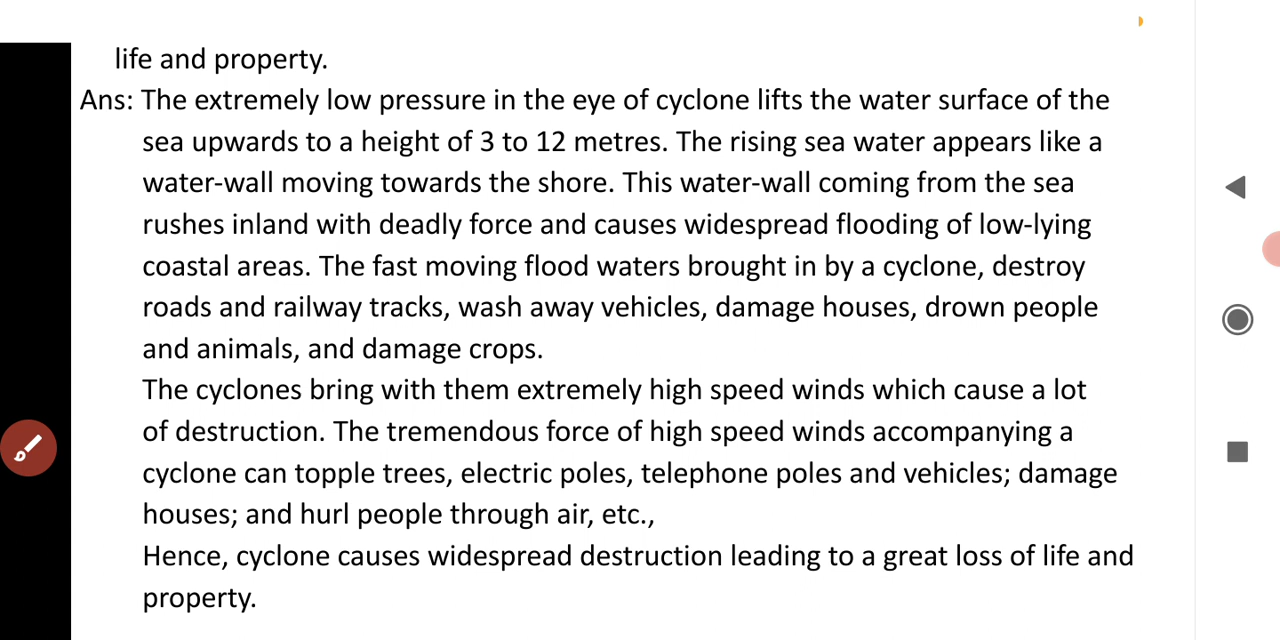 life and property.
Ans: The extremely low pressure in the eye of cyclone lifts the water surface of the
sea upwards to a height of 3 to 12 metres. The rising sea water appears like a
water-wall moving towards the shore. This water-wall coming from the sea
rushes inland with deadly force and causes widespread flooding of low-lying
coastal areas. The fast moving flood waters brought in by a cyclone, destroy
roads and railway tracks, wash away vehicles, damage houses, drown people
and animals, and damage crops.
The cyclones bring with them extremely high speed winds which cause a lot
of destruction. The tremendous force of high speed winds accompanying a
cyclone can topple trees, electric poles, telephone poles and vehicles; damage
houses; and hurl people through air, etc.,
Hence, cyclone causes widespread destruction leading to a great loss of life and
property.